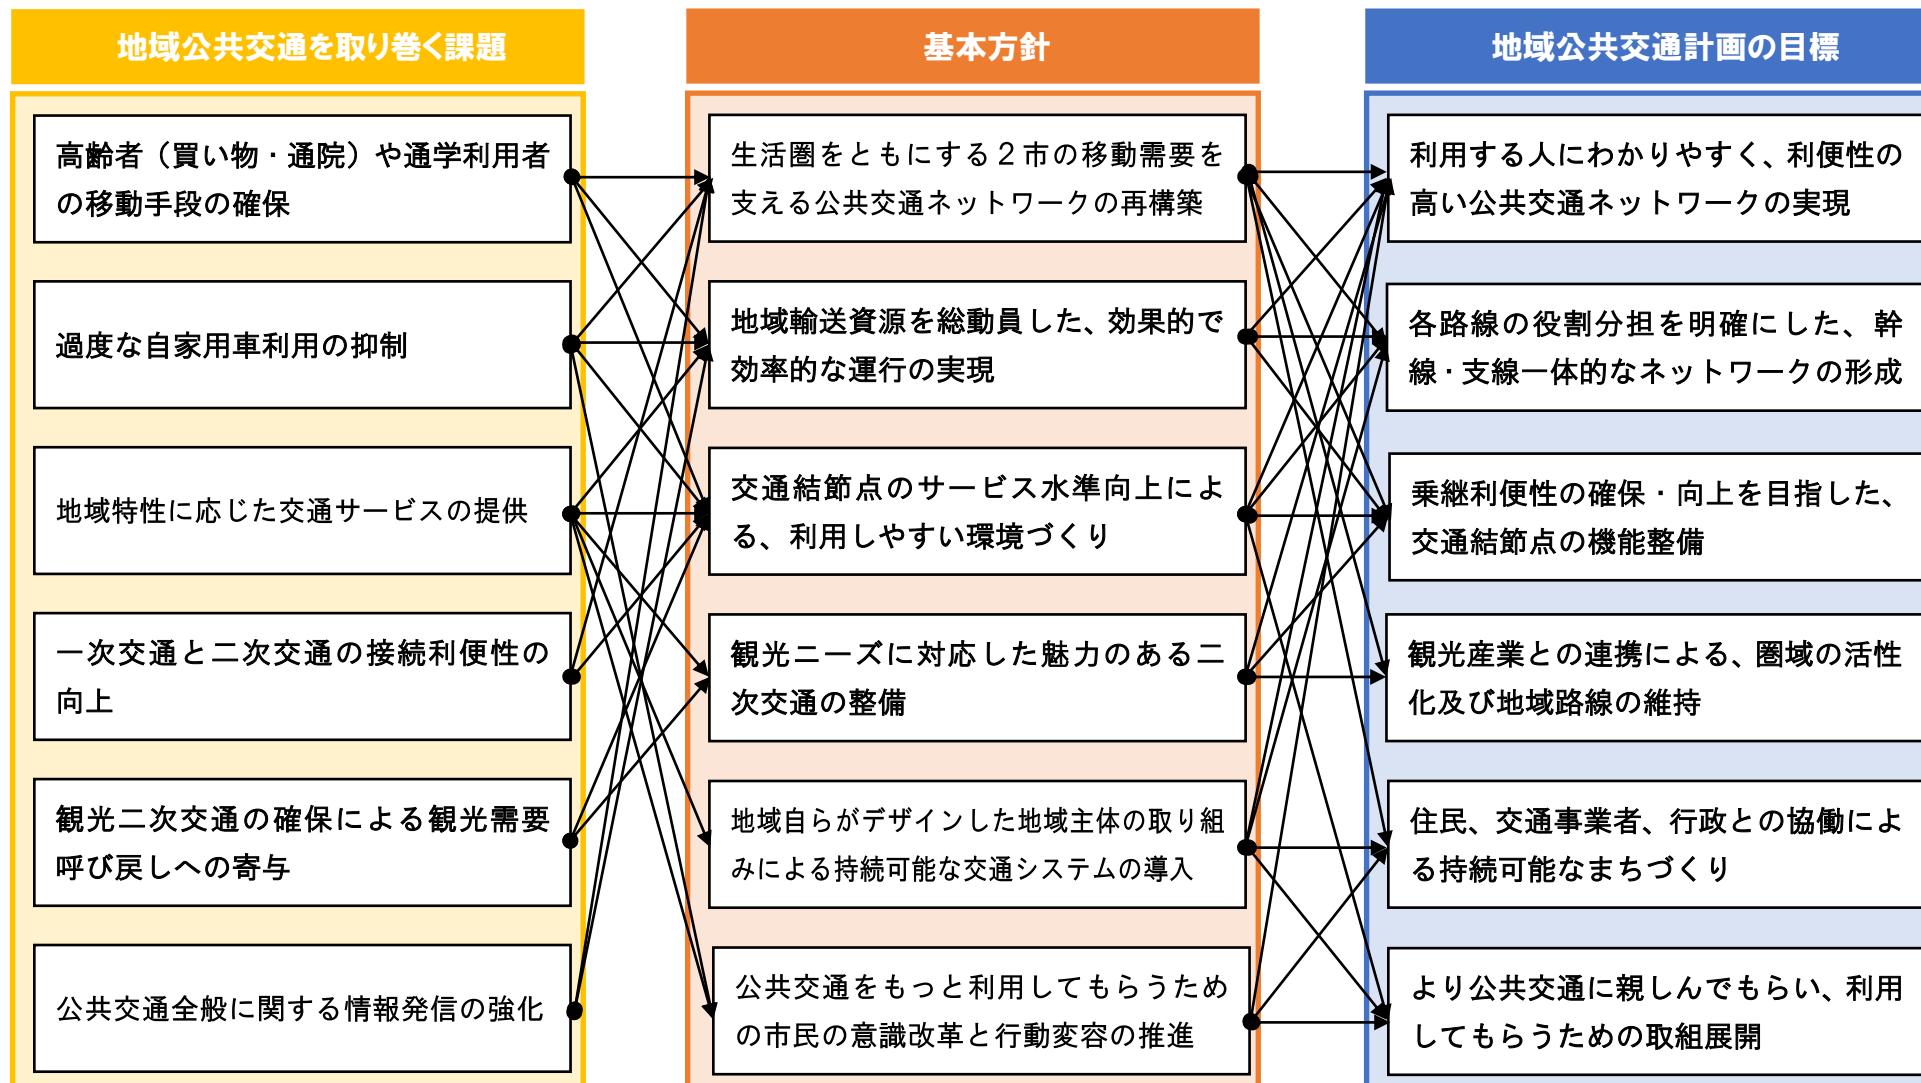 地域公共交通を取り巻く課題
高齢者（買い物・通院）や通学利用者
の移動手段の確保
過度な自家用車利用の抑制
地域特性に応じた交通サービスの提供
一次交通と二次交通の接続利便性の
向上
観光二次交通の確保による観光需要
呼び戻しへの寄与
公共交通全般に関する情報発信の強化
基本方針
生活圏をともにする２市の移動需要を
支える公共交通ネットワークの再構築
地域輸送資源を総動員した、効果的で
効率的な運行の実現
交通結節点のサービス水準向上によ
る、利用しやすい環境づくり
観光ニーズに対応した魅力のある二
次交通の整備
地域自らがデザインした地域主体の取り組
みによる持続可能な交通システムの導入
公共交通をもっと利用してもらうため
の市民の意識改革と行動変容の推進
地域公共交通計画の目標
利用する人にわかりやすく、利便性の
高い公共交通ネットワークの実現
各路線の役割分担を明確にした、幹
線・支線一体的なネットワークの形成
乗継利便性の確保・向上を目指した、
交通結節点の機能整備
観光産業との連携による、圏域の活性
化及び地域路線の維持
住民、交通事業者、行政との協働によ
る持続可能なまちづくり
より公共交通に親しんでもらい、利用
してもらうための取組展開